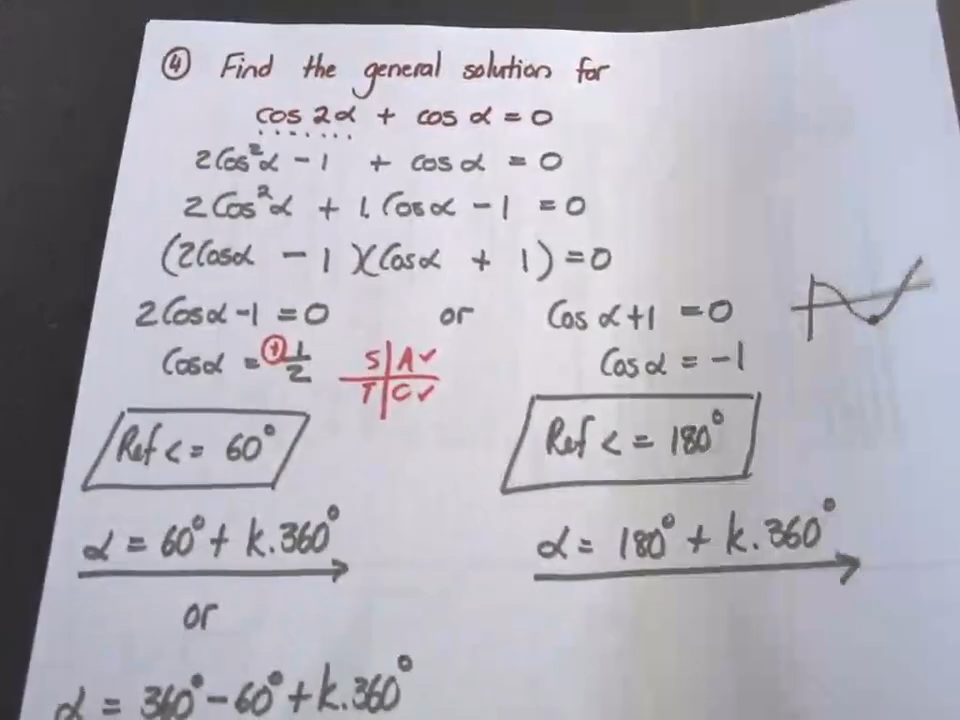 ④ Find the general solution for
cos 2α + cos α = 0
2Cos²α - 1 + cos α = 0
2Cos²α + 1.Cosα - 1 = 0
(2Cosα - 1)(Cosα + 1) = 0
2Cosα - 1 = 0 or Cos α + 1 = 0
Cosα = +1/2 S A✓ Cosα = -1
T C✓
Ref < = 60° Ref < = 180°
α = 60° + k.360° α = 180° + k.360°
or
α = 360° - 60° + k.360°